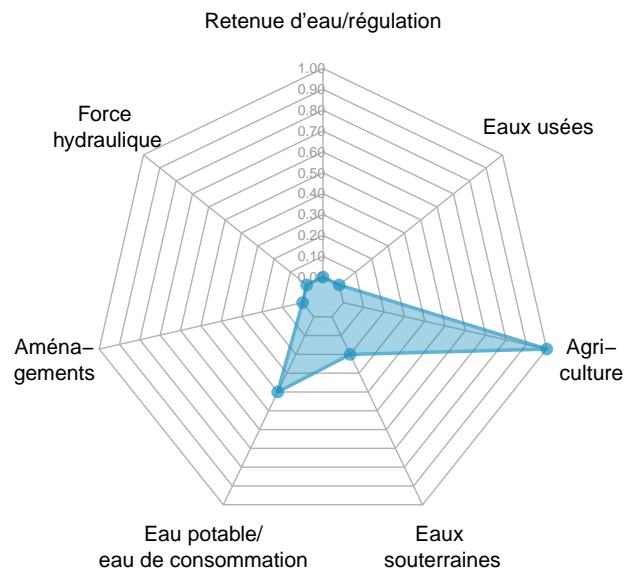 Retenue d'eau/régulation
1.00
0.90
0.80
0.70
0.60
0.50
0.40
0.30
0.20
0.10
Force
hydraulique
Eaux usées
Aména–
gements
Agri–
culture
Eau potable/
eau de consommation
Eaux
souterraines